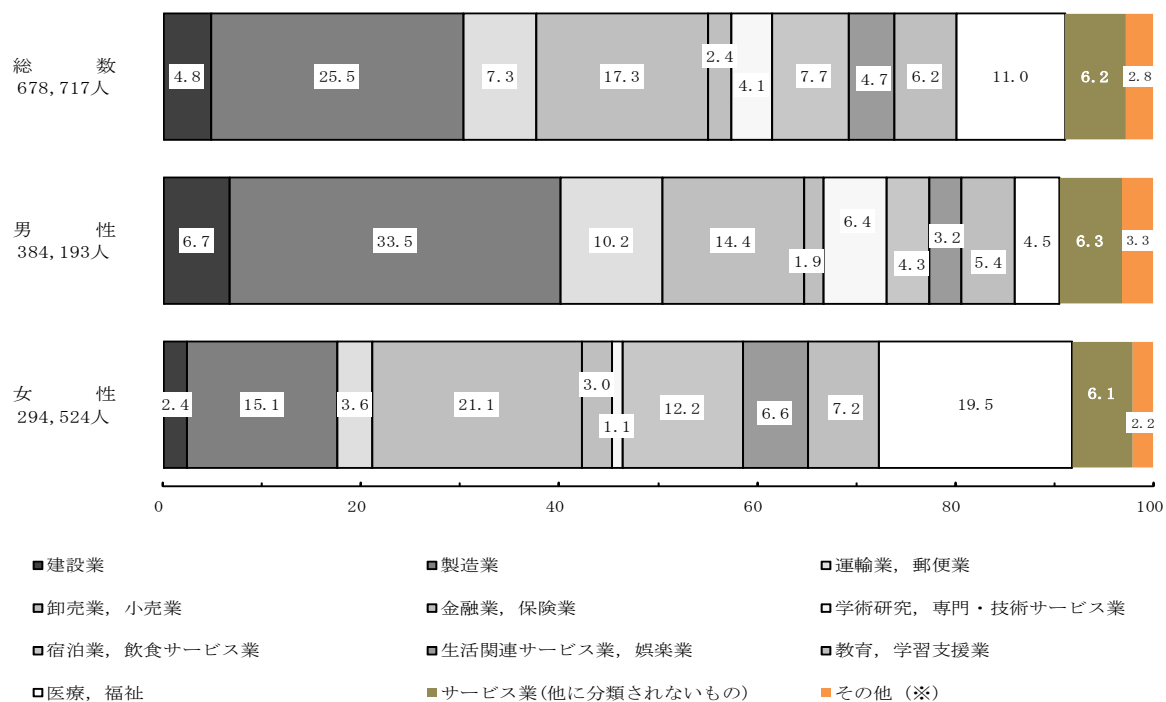 総　　　数
678,717人
4.8 25.5 7.3 17.3 2.4 4.1 7.7 4.7 6.2 11.0 6.2 2.8
男　　　性
384,193人
6.7 33.5 10.2 14.4 1.9 6.4 4.3 3.2 5.4 4.5 6.3 3.3
女　　　性
294,524人
2.4 15.1 3.6 21.1 3.0 1.1 12.2 6.6 7.2 19.5 6.1 2.2
0 20 40 60 80 100
建設業 製造業 運輸業，郵便業
卸売業，小売業 金融業，保険業 学術研究，専門・技術サービス業
宿泊業，飲食サービス業 生活関連サービス業，娯楽業 教育，学習支援業
医療，福祉 サービス業(他に分類されないもの) その他（※）